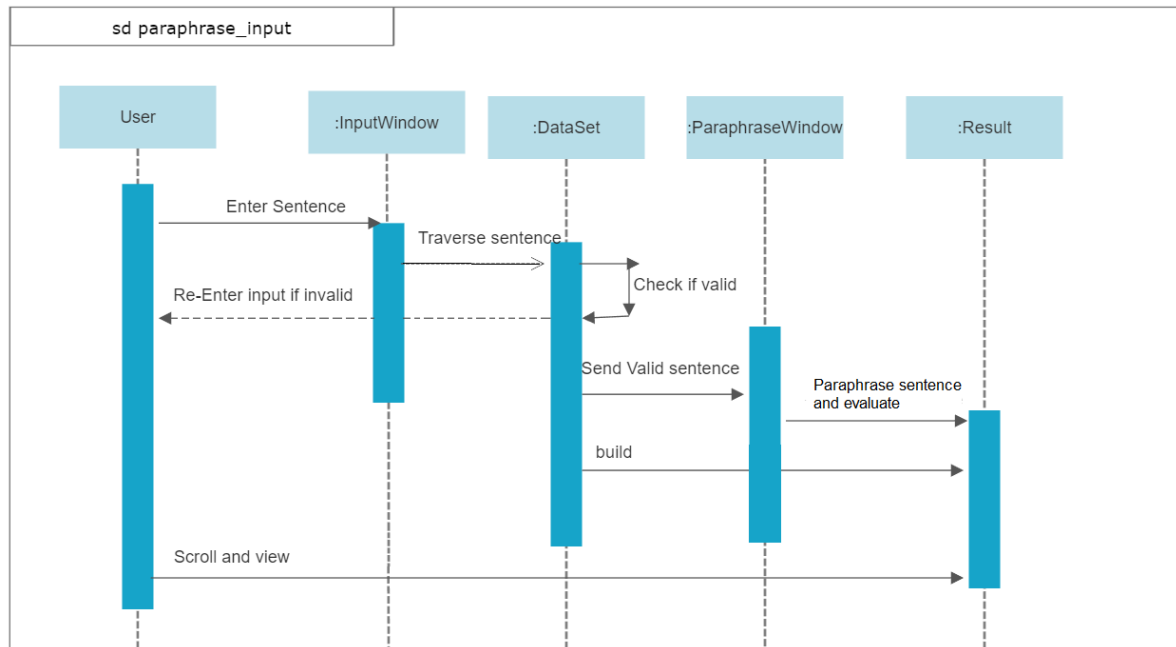 sd paraphrase_input
User
:InputWindow
:DataSet
:ParaphraseWindow
:Result
Enter Sentence
Traverse sentence
Check if valid
Re-Enter input if invalid
Send Valid sentence
Paraphrase sentence
and evaluate
build
Scroll and view